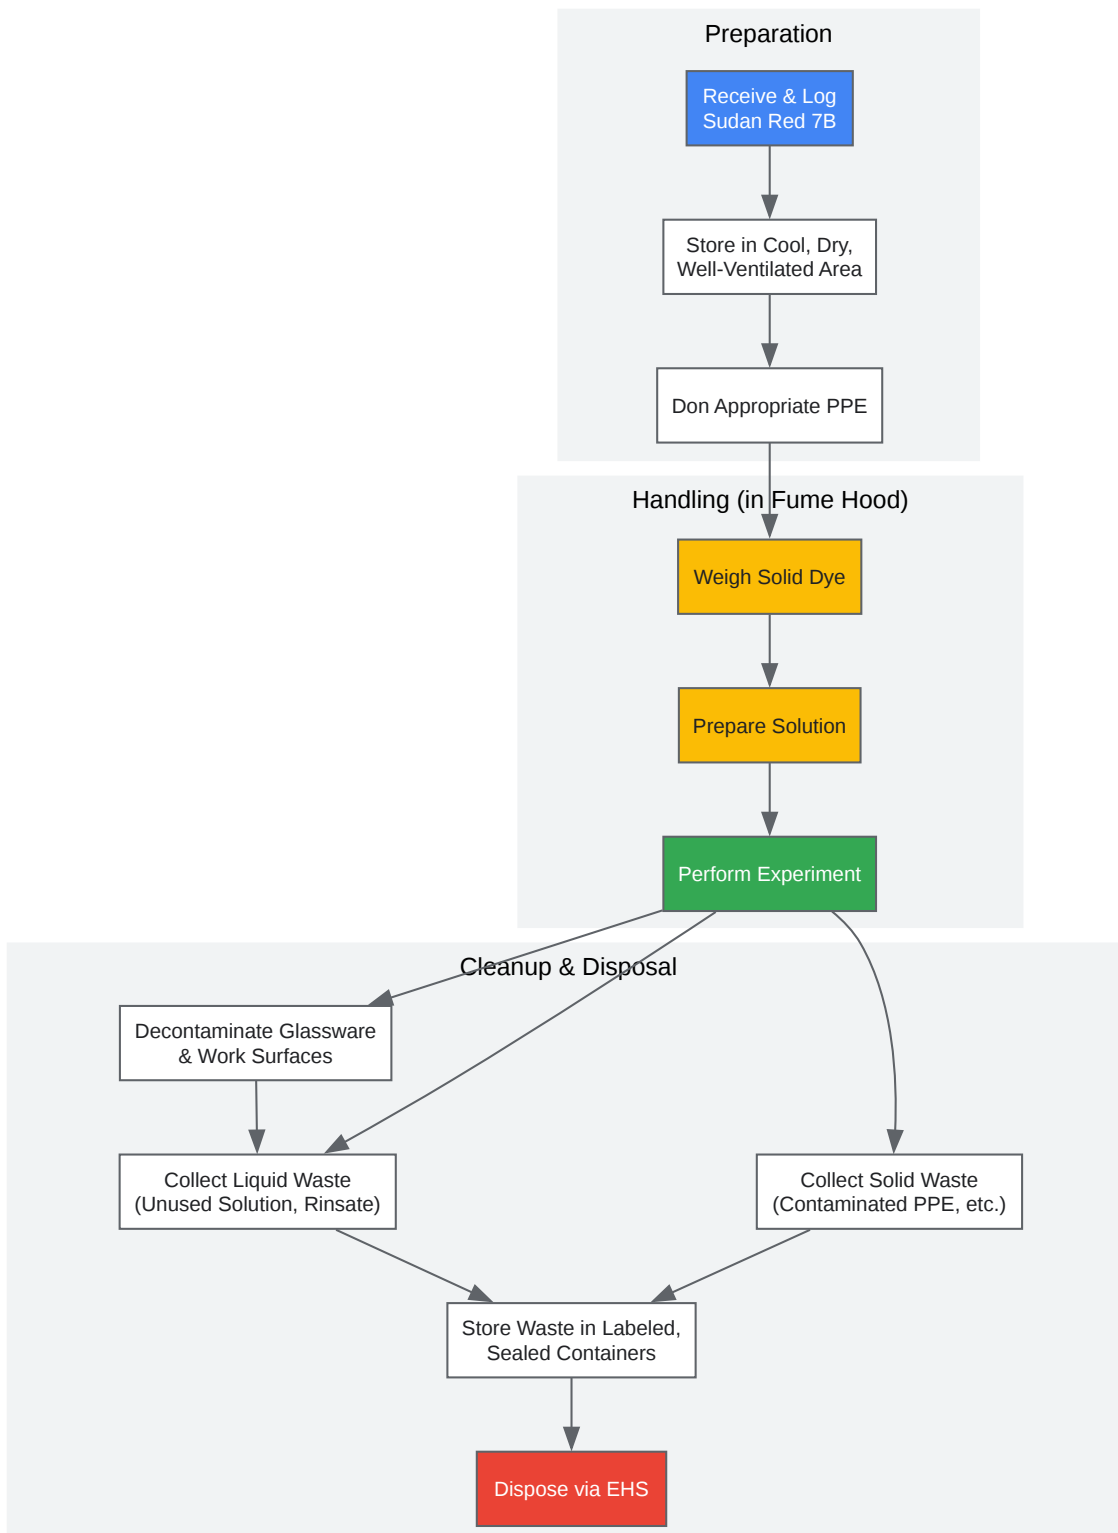 Preparation
Receive & Log
Sudan Red 7B
Store in Cool, Dry,
Well-Ventilated Area
Don Appropriate PPE
Handling (in Fume Hood)
Weigh Solid Dye
Prepare Solution
Perform Experiment
Cleanup & Disposal
Decontaminate Glassware
& Work Surfaces
Collect Liquid Waste
(Unused Solution, Rinsate)
Collect Solid Waste
(Contaminated PPE, etc.)
Store Waste in Labeled,
Sealed Containers
Dispose via EHS